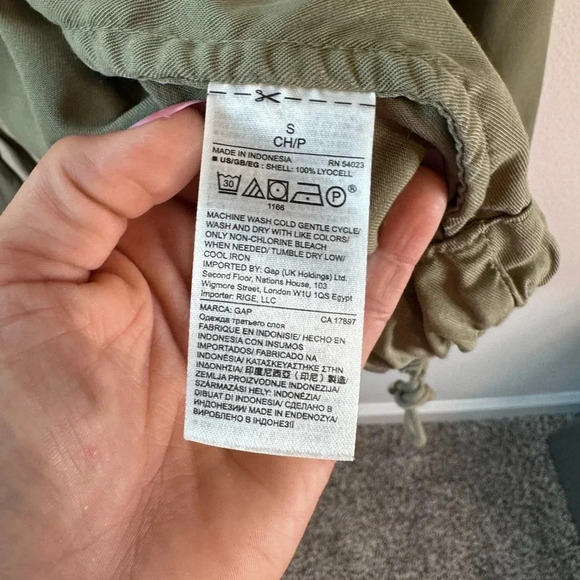 S
CH/P
MADE IN INDONESIA RN 54023
■ US/GB/EG : SHELL: 100% LYOCELL
30 P ®
1166
MACHINE WASH COLD GENTLE CYCLE/
WASH AND DRY WITH LIKE COLORS/
ONLY NON-CHLORINE BLEACH
WHEN NEEDED/ TUMBLE DRY LOW/
COOL IRON
IMPORTED BY: Gap (UK Holdings) Ltd.
Second Floor, Nations House, 103
Wigmore Street, London W1U 1QS Egypt
Importer: RIGE, LLC
MARCA: GAP CA 17897
Одежда третьего слоя
FABRIQUE EN INDONISIE/ HECHO EN
INDONESIA CON INSUMOS
IMPORTADOS/ FABRICADO NA
INDONÉSIA/ ΚΑΤΑΣΚΕΥΑΣΤΗΚΕ ΣΤΗΝ
ΙΝΔΟΝΗΣΙΑ/ 印度尼西亞 (印尼) 製造/
ZEMLJA PROIZVODNJE INDONEZIJA/
SZÁRMAZÁSI HELY: INDONÉZIA/
DIBUAT DI INDONESIA/ СДЕЛАНО В
ИНДОНЕЗИИ/ MADE IN ENDENOZYA/
ВИРОБЛЕНО В ІНДОНЕЗІЇ